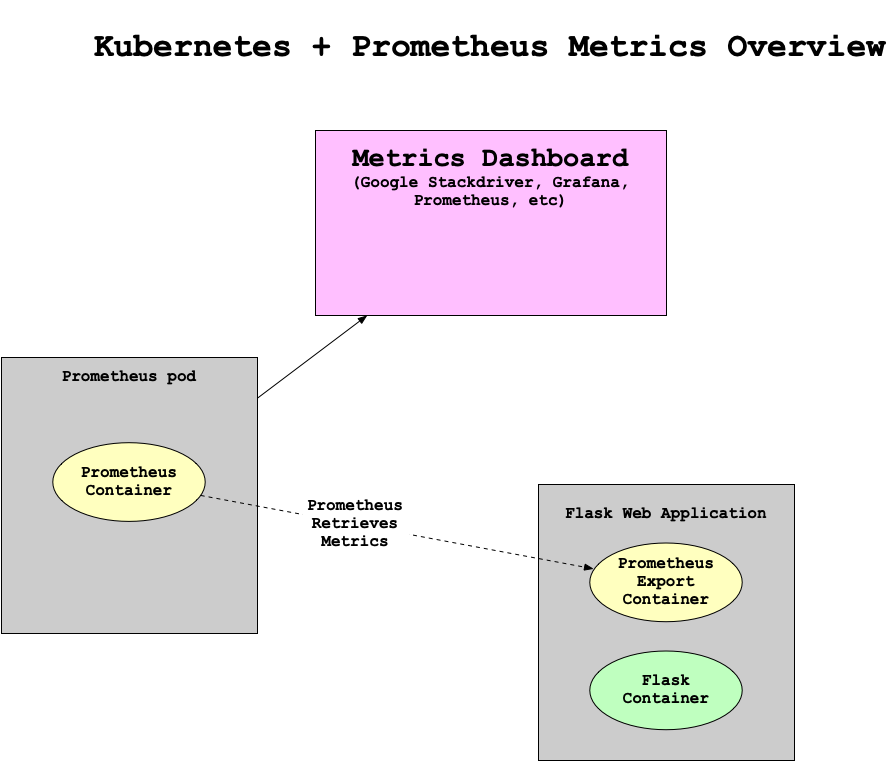 Kubernetes + Prometheus Metrics Overview
Metrics Dashboard
(Google Stackdriver, Grafana,
Prometheus, etc)
Prometheus pod
Prometheus
Container
Prometheus
Retrieves
Metrics
Flask Web Application
Prometheus
Export
Container
Flask
Container